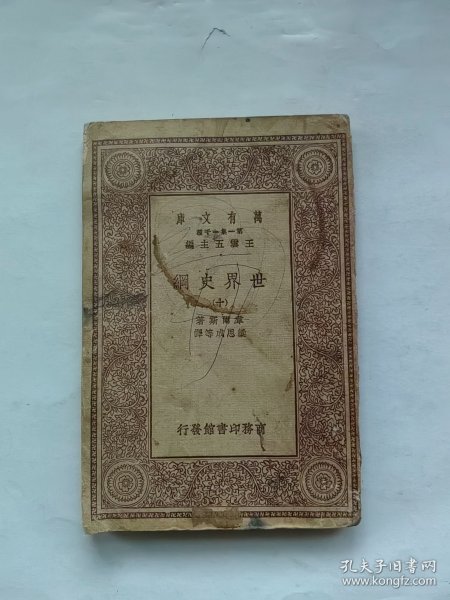 萬有文庫
第一集一千種
王雲五主編
世界史綱
(十)
韋爾斯著
梁思成等譯
商務印書館發行
孔夫子旧书网
www.kongfz.com